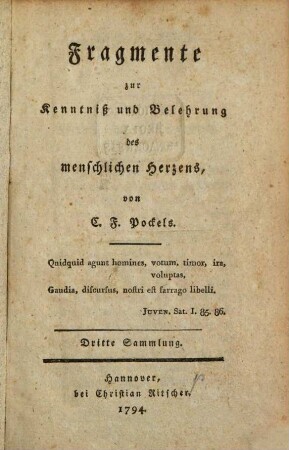 Fragmente
zur
Kenntniß und Belehrung
des
menschlichen Herzens,
von
C. F. Pockels.
Qnidquid agunt homines, votum, timor, ira,
voluptas,
Gaudia, discursus, nostri est farrago libelli.
JUVEN. Sat. I. 85. 86.
Dritte Sammlung.
Hannover,
bei Christian Ritscher.
1794.